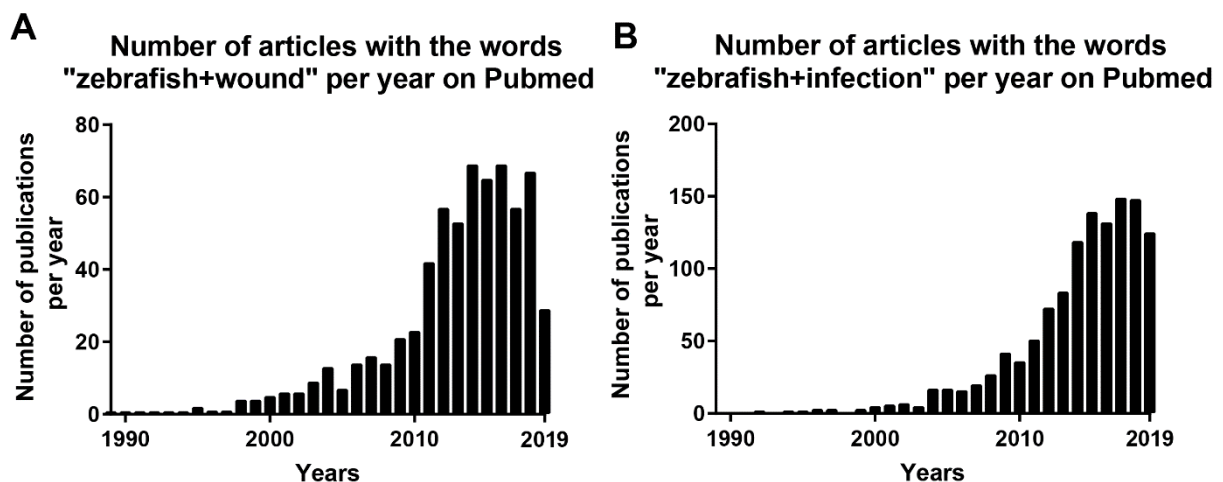 A
Number of articles with the words
"zebrafish+wound" per year on Pubmed
Number of publications
per year
80
60
40
20
0
1990
2000
2010
2019
Years
B
Number of articles with the words
"zebrafish+infection" per year on Pubmed
Number of publications
per year
200
150
100
50
0
1990
2000
2010
2019
Years